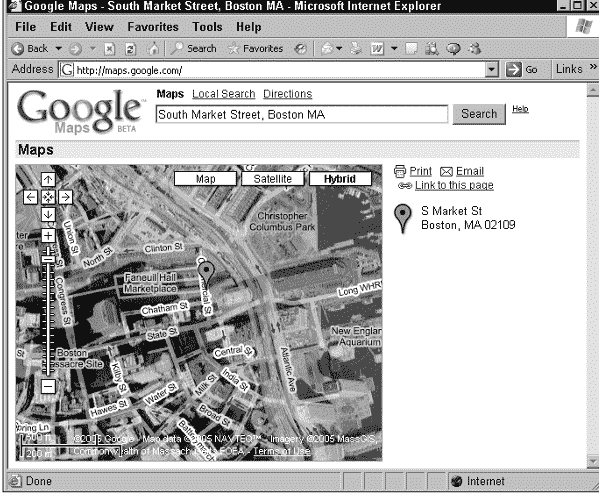 Google Maps - South Market Street, Boston MA - Microsoft Internet Explorer
File Edit View Favorites Tools Help
Back Search Favorites
Address http://maps.google.com/ Go Links »
Google Maps BETA
Maps Local Search Directions
South Market Street, Boston MA Search Help
Maps
Map Satellite Hybrid
Print Email
Link to this page
S Market St
Boston, MA 02109
Christopher
Columbus Park
Union St
North St
Clinton St
Congress St
Faneuil Hall
Marketplace
Commercial St
Long WHRF
Chatham St
State St
New Englan
Aquarium
Boston
assacre Site
Central St
Atlantic Ave
Kilby St
India St
Milk St
Water St
Broad St
Hawes St
pring Ln
200 m
©2005 Google - Map data ©2005 NAVTEQ™ - Imagery ©2005 MassGIS,
Commonwealth of Massachusetts EOEA - Terms of Use
Done Internet